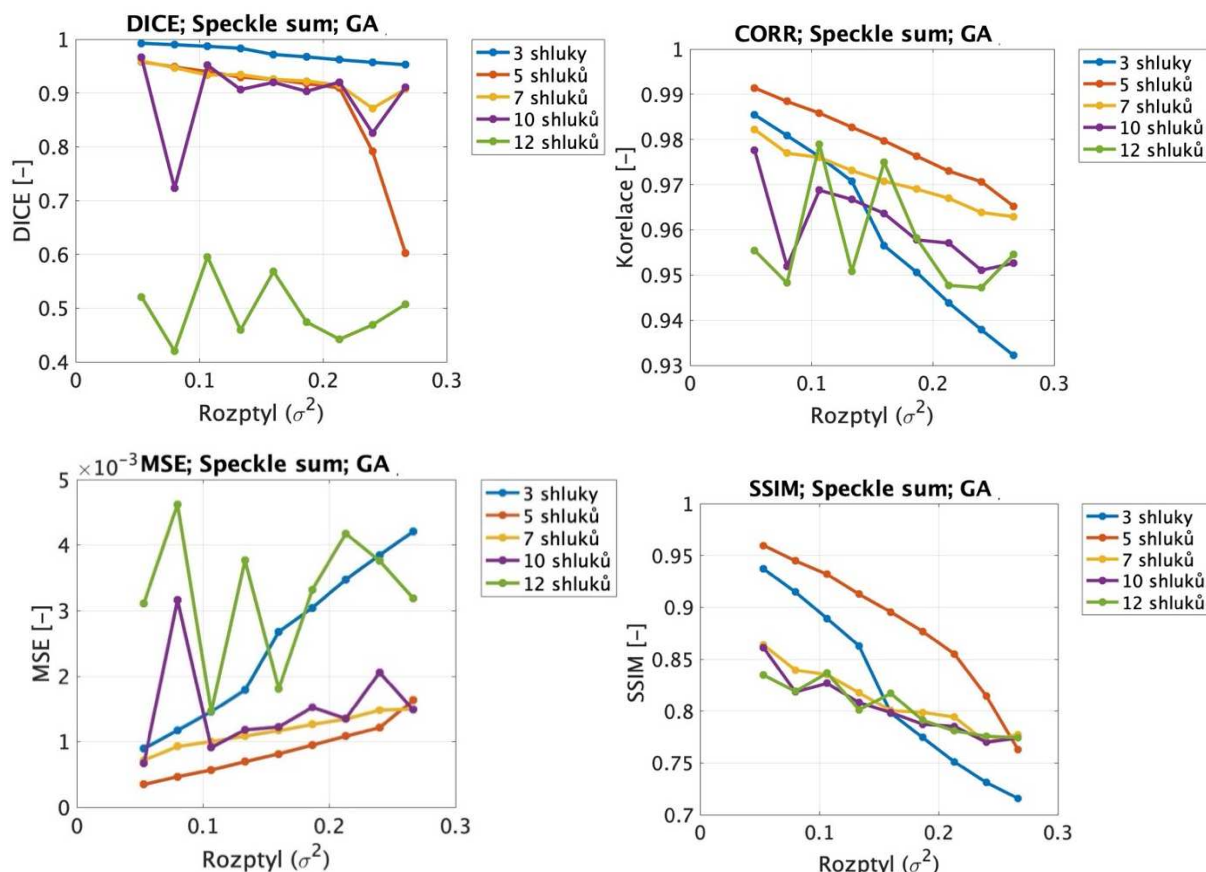 DICE; Speckle sum; GA
1
0.9
0.8
0.7
0.6
0.5
0.4
0
0.1
0.2
0.3
DICE [-]
Rozptyl (σ²)
3 shluky
5 shluků
7 shluků
10 shluků
12 shluků
CORR; Speckle sum; GA
1
0.99
0.98
0.97
0.96
0.95
0.94
0.93
0
0.1
0.2
0.3
Korelace [-]
Rozptyl (σ²)
3 shluky
5 shluků
7 shluků
10 shluků
12 shluků
×10⁻³ MSE; Speckle sum; GA
5
4
3
2
1
0
0
0.1
0.2
0.3
MSE [-]
Rozptyl (σ²)
3 shluky
5 shluků
7 shluků
10 shluků
12 shluků
SSIM; Speckle sum; GA
1
0.95
0.9
0.85
0.8
0.75
0.7
0
0.1
0.2
0.3
SSIM [-]
Rozptyl (σ²)
3 shluky
5 shluků
7 shluků
10 shluků
12 shluků